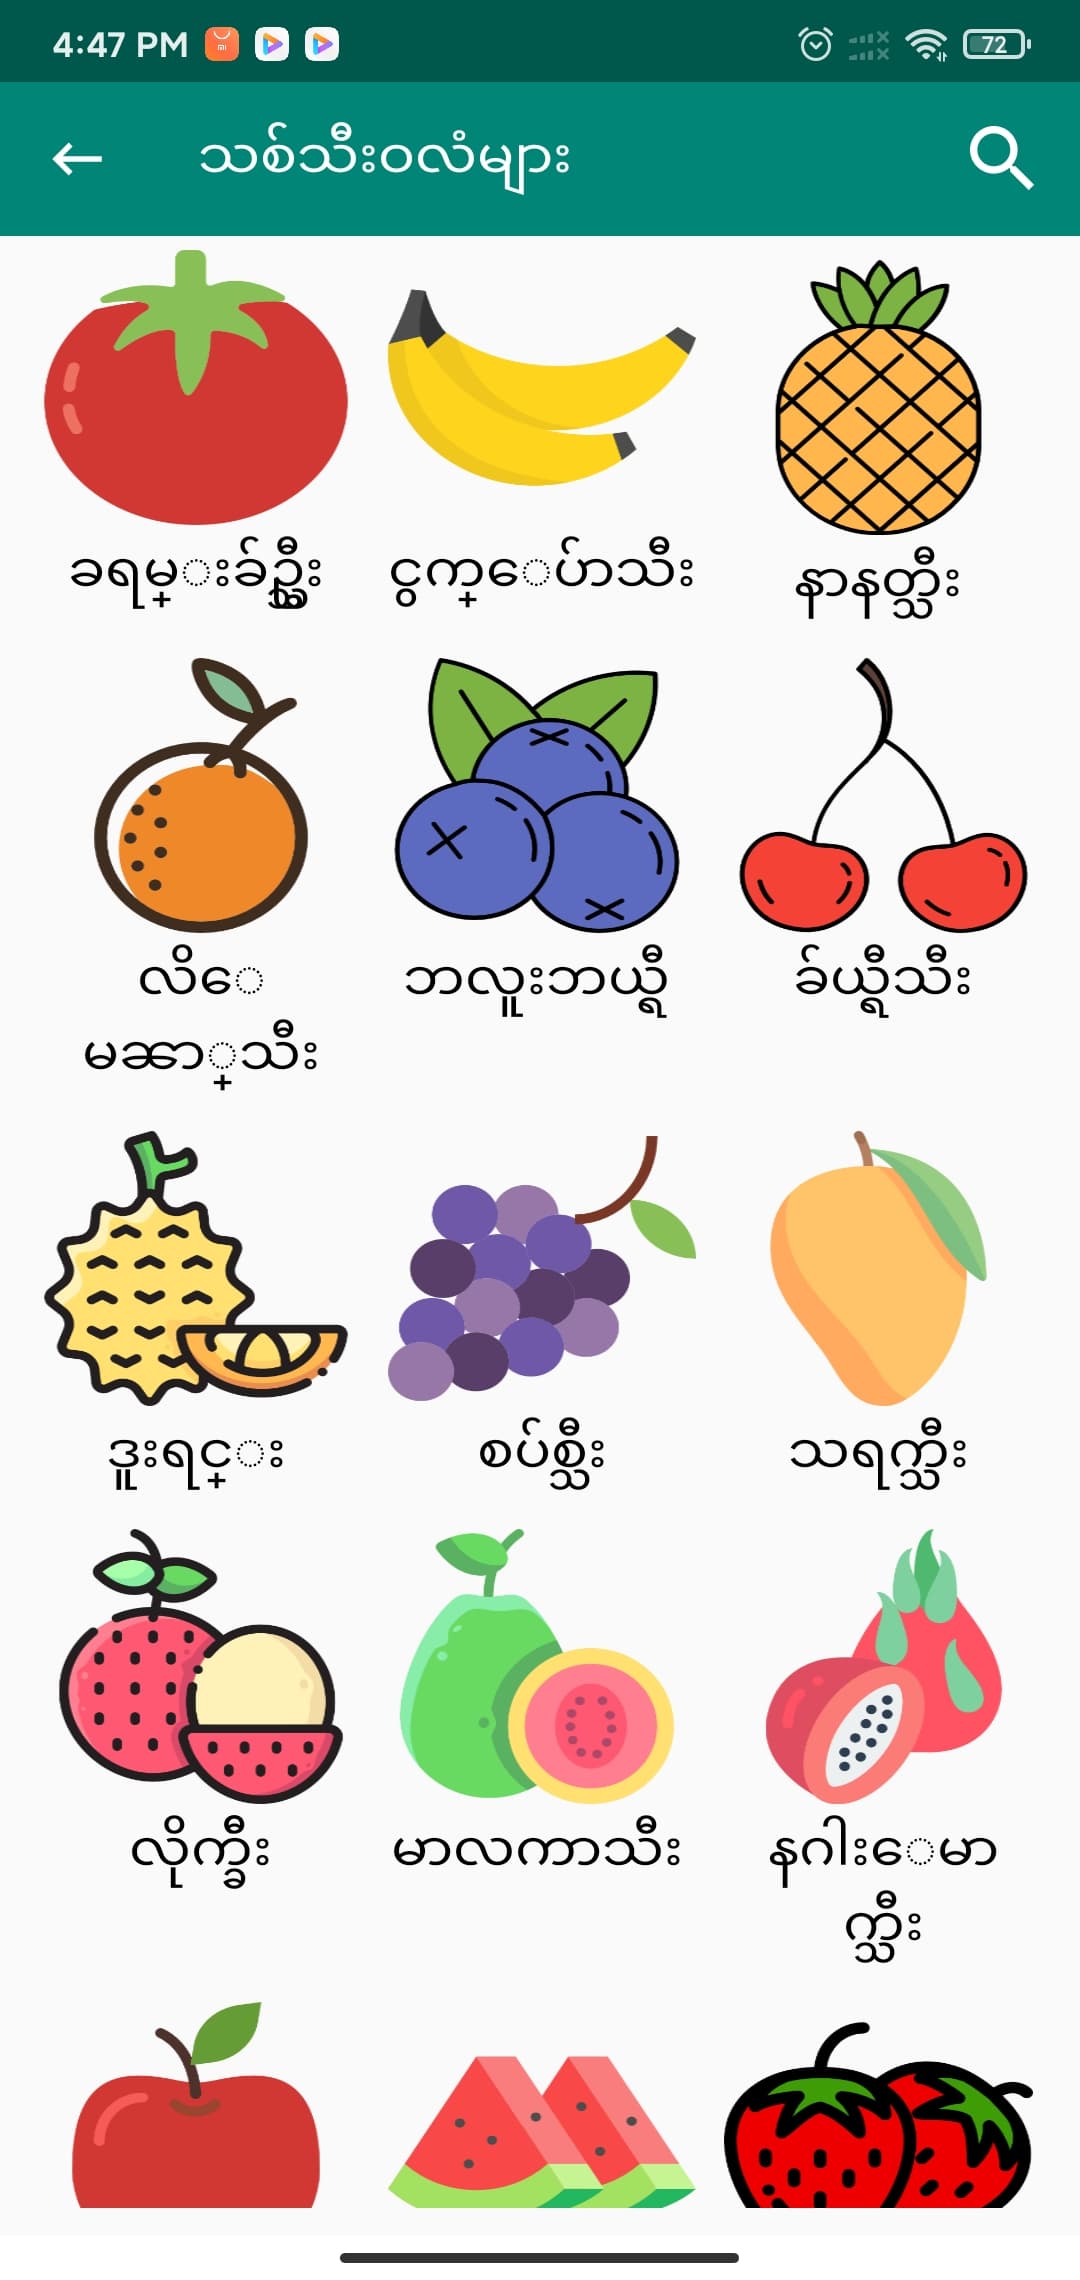 4:47 PM
72
သစ်သီးဝလံများ
ခရမ္းခ်ဥ္သီး ငွက္ေပ်ာသီး နာနတ္သီး
လိေ ဘလူးဘယ္ရီ ခ်ယ္ရီသီး
မၼော္သီး
ဒူးရင္း စပ်စ္သီး သရက္သီး
လိုက္ခီး မာလကာသီး နဂါးေမာ
က္သီး